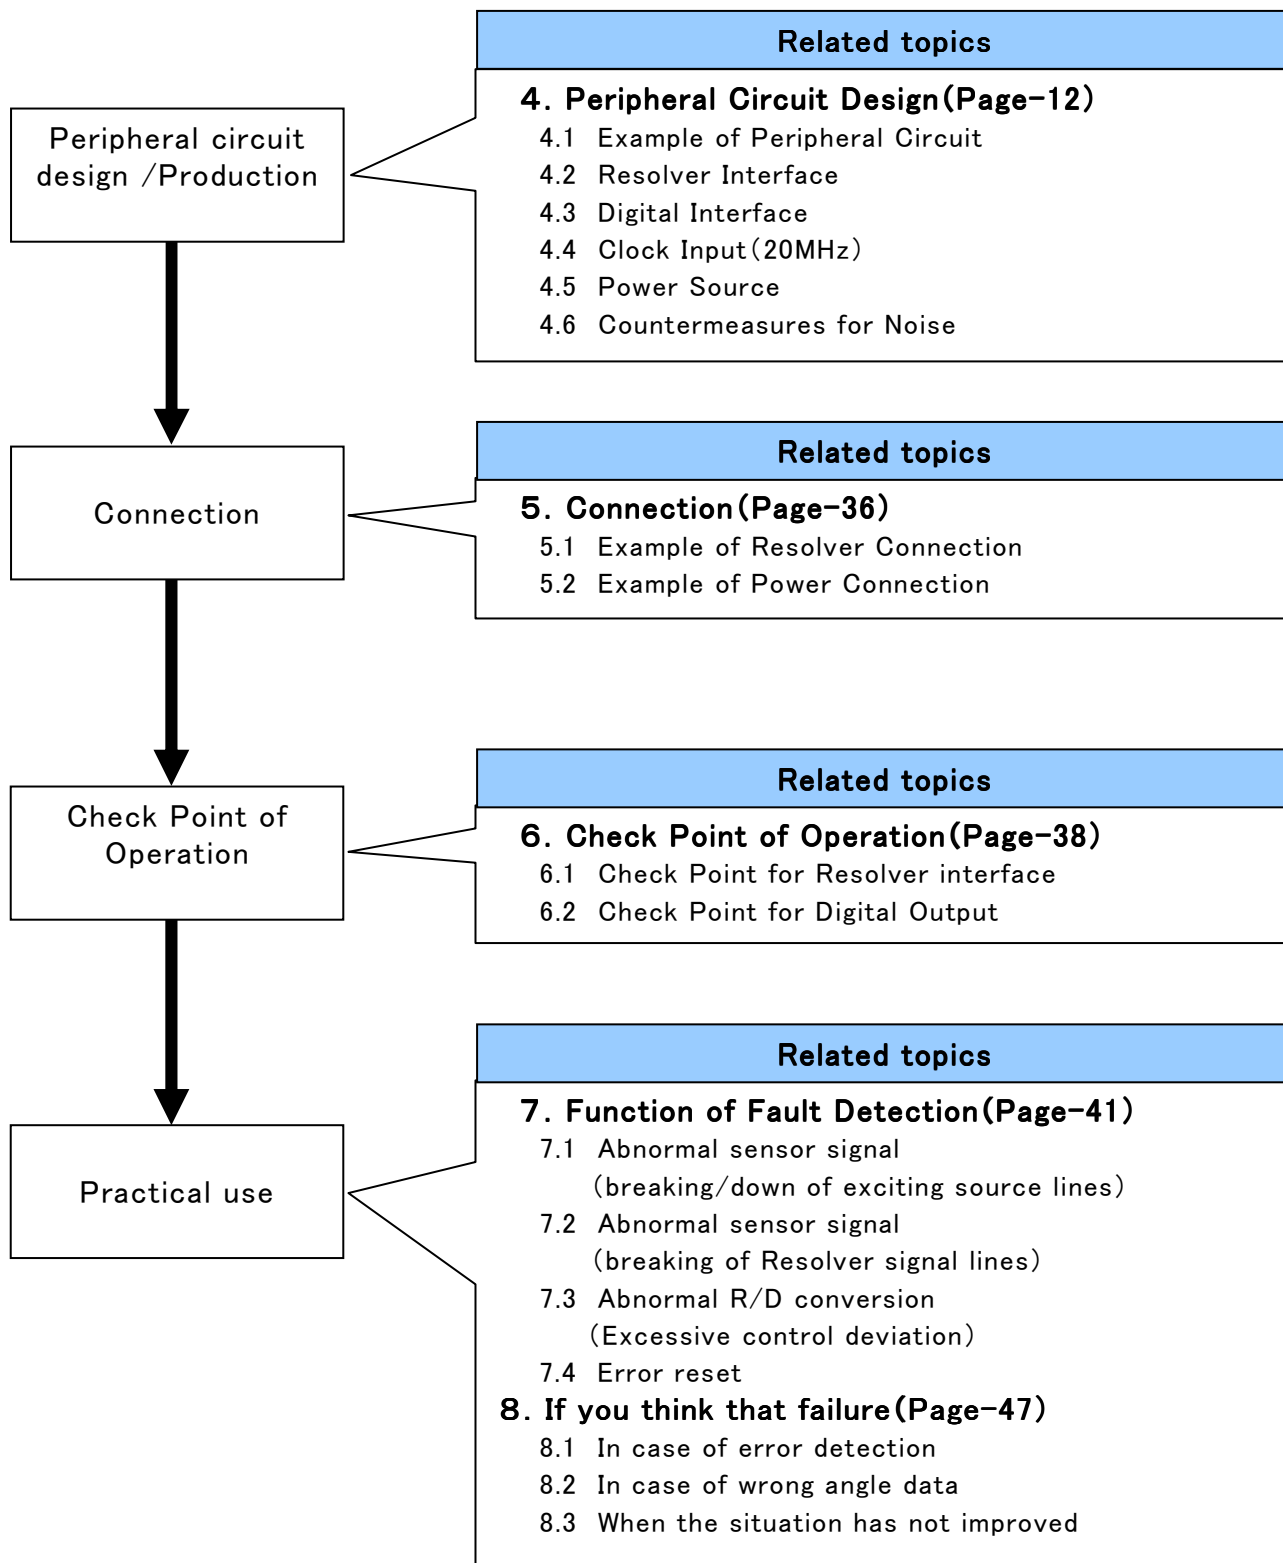 Related topics
Peripheral circuit
design /Production
4. Peripheral Circuit Design(Page-12)
4.1 Example of Peripheral Circuit
4.2 Resolver Interface
4.3 Digital Interface
4.4 Clock Input(20MHz)
4.5 Power Source
4.6 Countermeasures for Noise
Related topics
Connection
5. Connection(Page-36)
5.1 Example of Resolver Connection
5.2 Example of Power Connection
Related topics
Check Point of
Operation
6. Check Point of Operation(Page-38)
6.1 Check Point for Resolver interface
6.2 Check Point for Digital Output
Related topics
Practical use
7. Function of Fault Detection(Page-41)
7.1 Abnormal sensor signal
(breaking/down of exciting source lines)
7.2 Abnormal sensor signal
(breaking of Resolver signal lines)
7.3 Abnormal R/D conversion
(Excessive control deviation)
7.4 Error reset
8. If you think that failure(Page-47)
8.1 In case of error detection
8.2 In case of wrong angle data
8.3 When the situation has not improved